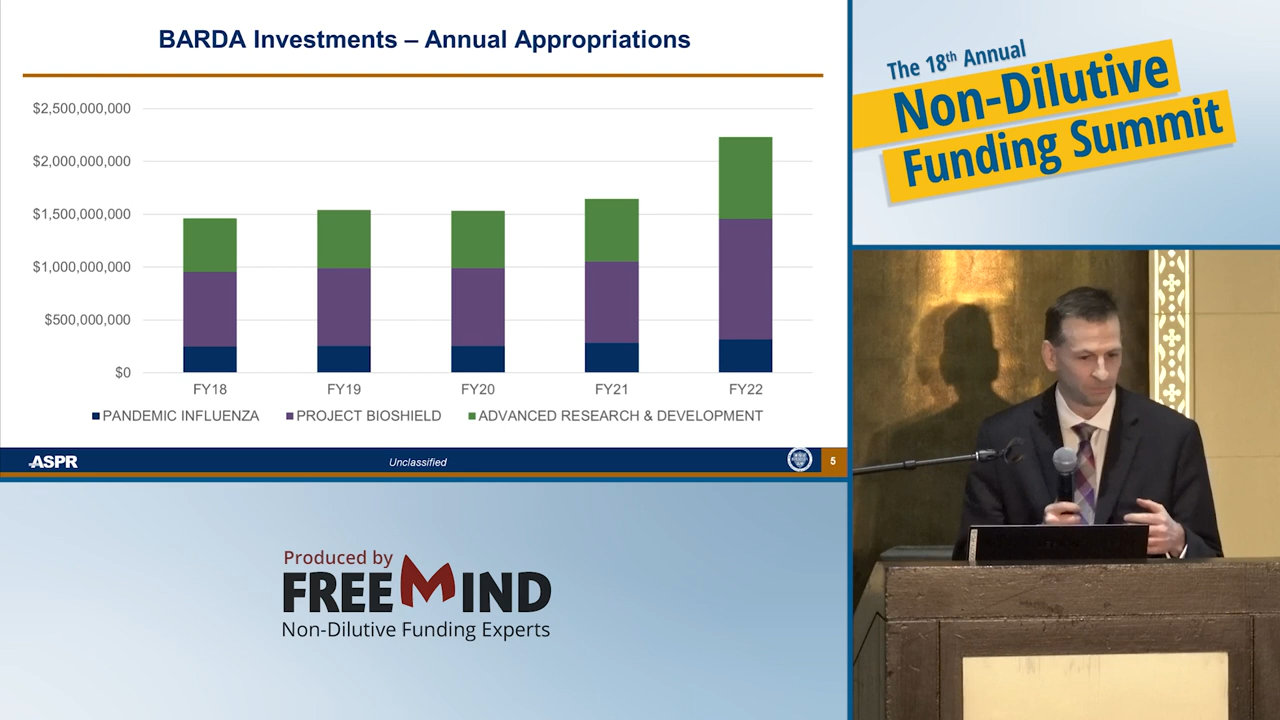 BARDA Investments – Annual Appropriations
$2,500,000,000
$2,000,000,000
$1,500,000,000
$1,000,000,000
$500,000,000
$0
FY18 FY19 FY20 FY21 FY22
PANDEMIC INFLUENZA PROJECT BIOSHIELD ADVANCED RESEARCH & DEVELOPMENT
ASPR Unclassified 5
The 18th Annual
Non-Dilutive
Funding Summit
Produced by
FREEMIND
Non-Dilutive Funding Experts